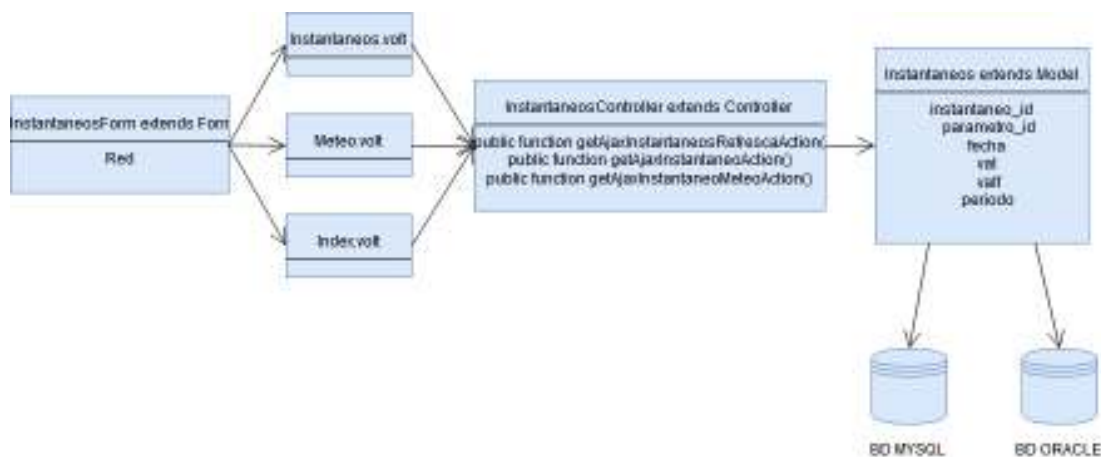 InstantaneosForm extends Form
Red
Instantaneos.volt
Meteo.volt
Index.volt
InstantaneosController extends Controller
public function getAjaxInstantaneosRefrescaAction(
public function getAjaxInstantaneoAction()
public function getAjaxInstantaneoMeteoAction()
Instantaneos extends Model
instantaneo_id
parametro_id
fecha
val
periodo
BD MYSQL
BD ORACLE